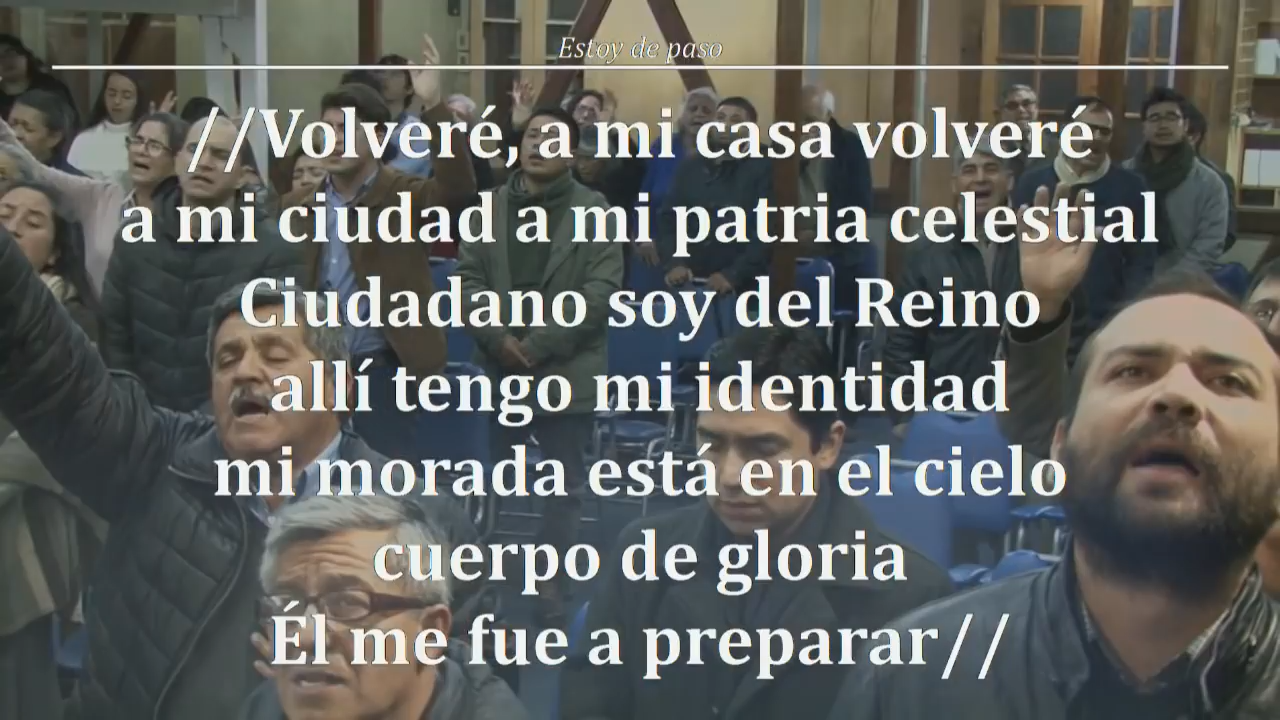 Estoy de paso
//Volveré, a mi casa volveré
a mi ciudad a mi patria celestial
Ciudadano soy del Reino
allí tengo mi identidad
mi morada está en el cielo
cuerpo de gloria
Él me fue a preparar//